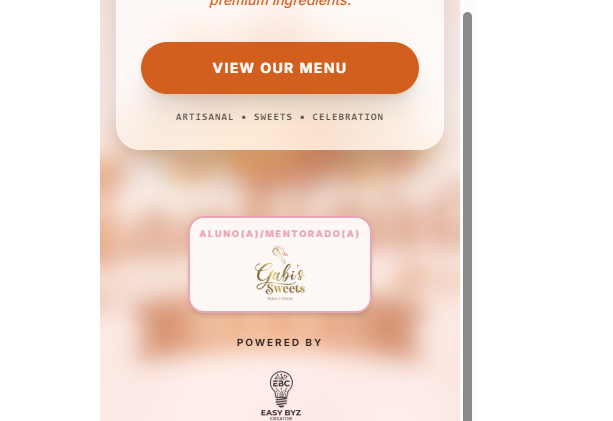 premium ingredients.
VIEW OUR MENU
ARTISANAL • SWEETS • CELEBRATION
ALUNO(A)/MENTORADO(A)
Gabi's
Sweets
POWERED BY
EBC
EASY BYZ
CREATOR